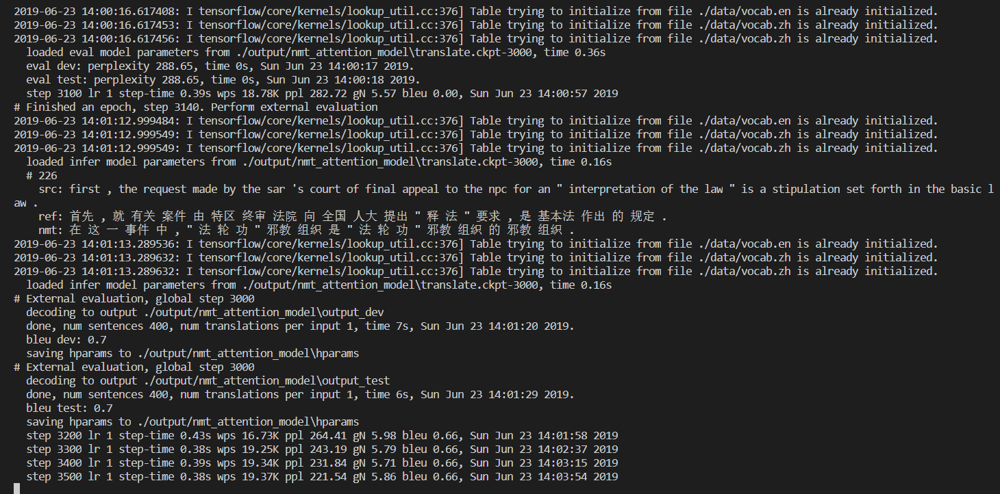 2019-06-23 14:00:16.617408: I tensorflow/core/kernels/lookup_util.cc:376] Table trying to initialize from file ./data/vocab.en is already initialized.
2019-06-23 14:00:16.617453: I tensorflow/core/kernels/lookup_util.cc:376] Table trying to initialize from file ./data/vocab.zh is already initialized.
2019-06-23 14:00:16.617456: I tensorflow/core/kernels/lookup_util.cc:376] Table trying to initialize from file ./data/vocab.zh is already initialized.
  loaded eval model parameters from ./output/nmt_attention_model\translate.ckpt-3000, time 0.36s
  eval dev: perplexity 288.65, time 0s, Sun Jun 23 14:00:17 2019.
  eval test: perplexity 288.65, time 0s, Sun Jun 23 14:00:18 2019.
  step 3100 lr 1 step-time 0.39s wps 18.78K ppl 282.72 gN 5.57 bleu 0.00, Sun Jun 23 14:00:57 2019
# Finished an epoch, step 3140. Perform external evaluation
2019-06-23 14:01:12.999484: I tensorflow/core/kernels/lookup_util.cc:376] Table trying to initialize from file ./data/vocab.en is already initialized.
2019-06-23 14:01:12.999549: I tensorflow/core/kernels/lookup_util.cc:376] Table trying to initialize from file ./data/vocab.zh is already initialized.
2019-06-23 14:01:12.999549: I tensorflow/core/kernels/lookup_util.cc:376] Table trying to initialize from file ./data/vocab.zh is already initialized.
  loaded infer model parameters from ./output/nmt_attention_model\translate.ckpt-3000, time 0.16s
  # 226
    src: first , the request made by the sar 's court of final appeal to the npc for an " interpretation of the law " is a stipulation set forth in the basic l
aw .
    ref: 首先 , 就 有关 案件 由 特区 终审 法院 向 全国 人大 提出 " 释 法 " 要求 , 是 基本法 作出 的 规定 .
    nmt: 在 这 一 事件 中 , " 法 轮 功 " 邪教 组织 是 " 法 轮 功 " 邪教 组织 的 邪教 组织 .
2019-06-23 14:01:13.289536: I tensorflow/core/kernels/lookup_util.cc:376] Table trying to initialize from file ./data/vocab.en is already initialized.
2019-06-23 14:01:13.289632: I tensorflow/core/kernels/lookup_util.cc:376] Table trying to initialize from file ./data/vocab.zh is already initialized.
2019-06-23 14:01:13.289632: I tensorflow/core/kernels/lookup_util.cc:376] Table trying to initialize from file ./data/vocab.zh is already initialized.
  loaded infer model parameters from ./output/nmt_attention_model\translate.ckpt-3000, time 0.16s
# External evaluation, global step 3000
  decoding to output ./output/nmt_attention_model\output_dev
  done, num sentences 400, num translations per input 1, time 7s, Sun Jun 23 14:01:20 2019.
  bleu dev: 0.7
  saving hparams to ./output/nmt_attention_model\hparams
# External evaluation, global step 3000
  decoding to output ./output/nmt_attention_model\output_test
  done, num sentences 400, num translations per input 1, time 6s, Sun Jun 23 14:01:29 2019.
  bleu test: 0.7
  saving hparams to ./output/nmt_attention_model\hparams
  step 3200 lr 1 step-time 0.43s wps 16.73K ppl 264.41 gN 5.98 bleu 0.66, Sun Jun 23 14:01:58 2019
  step 3300 lr 1 step-time 0.38s wps 19.25K ppl 243.19 gN 5.79 bleu 0.66, Sun Jun 23 14:02:37 2019
  step 3400 lr 1 step-time 0.39s wps 19.34K ppl 231.84 gN 5.71 bleu 0.66, Sun Jun 23 14:03:15 2019
  step 3500 lr 1 step-time 0.38s wps 19.37K ppl 221.54 gN 5.86 bleu 0.66, Sun Jun 23 14:03:54 2019